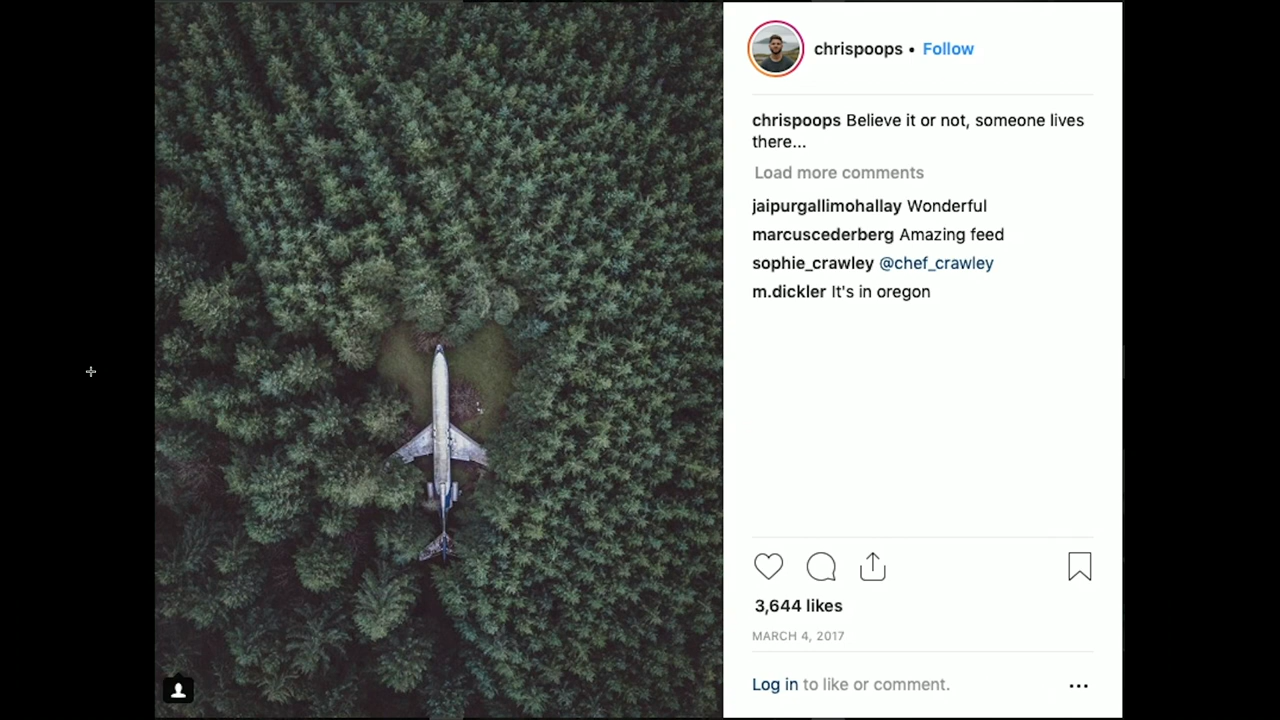 chrispoops • Follow
chrispoops Believe it or not, someone lives
there...
Load more comments
jaipurgallimohallay Wonderful
marcuscederberg Amazing feed
sophie_crawley @chef_crawley
m.dickler It's in oregon
3,644 likes
MARCH 4, 2017
Log in to like or comment.